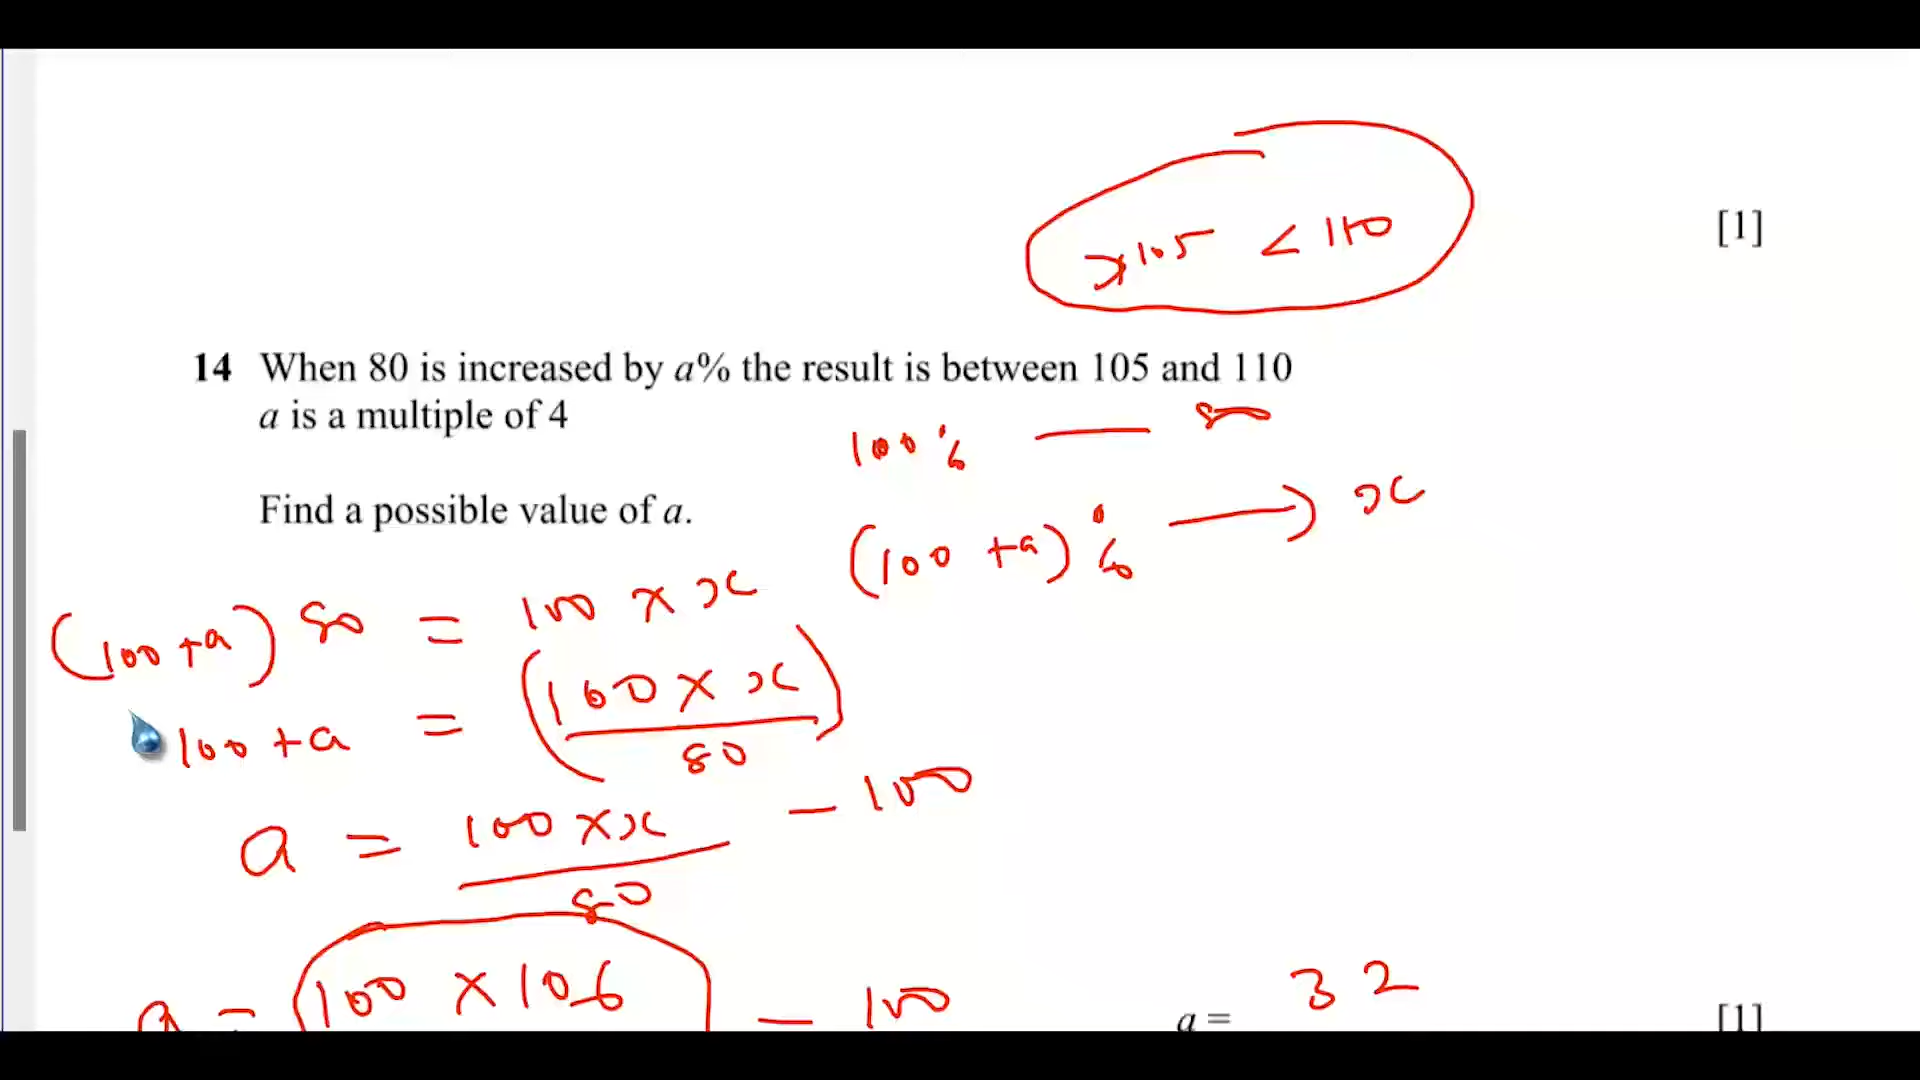 >105 < 110
[1]
14 When 80 is increased by a% the result is between 105 and 110
a is a multiple of 4
100% — 80
Find a possible value of a.
(100 + a) % → x
(100 + a) 80 = 100 × x
100 + a = (100 × x / 80)
a = 100 × x / 80 - 100
a = 100 × 106 - 100
a = 32
[1]